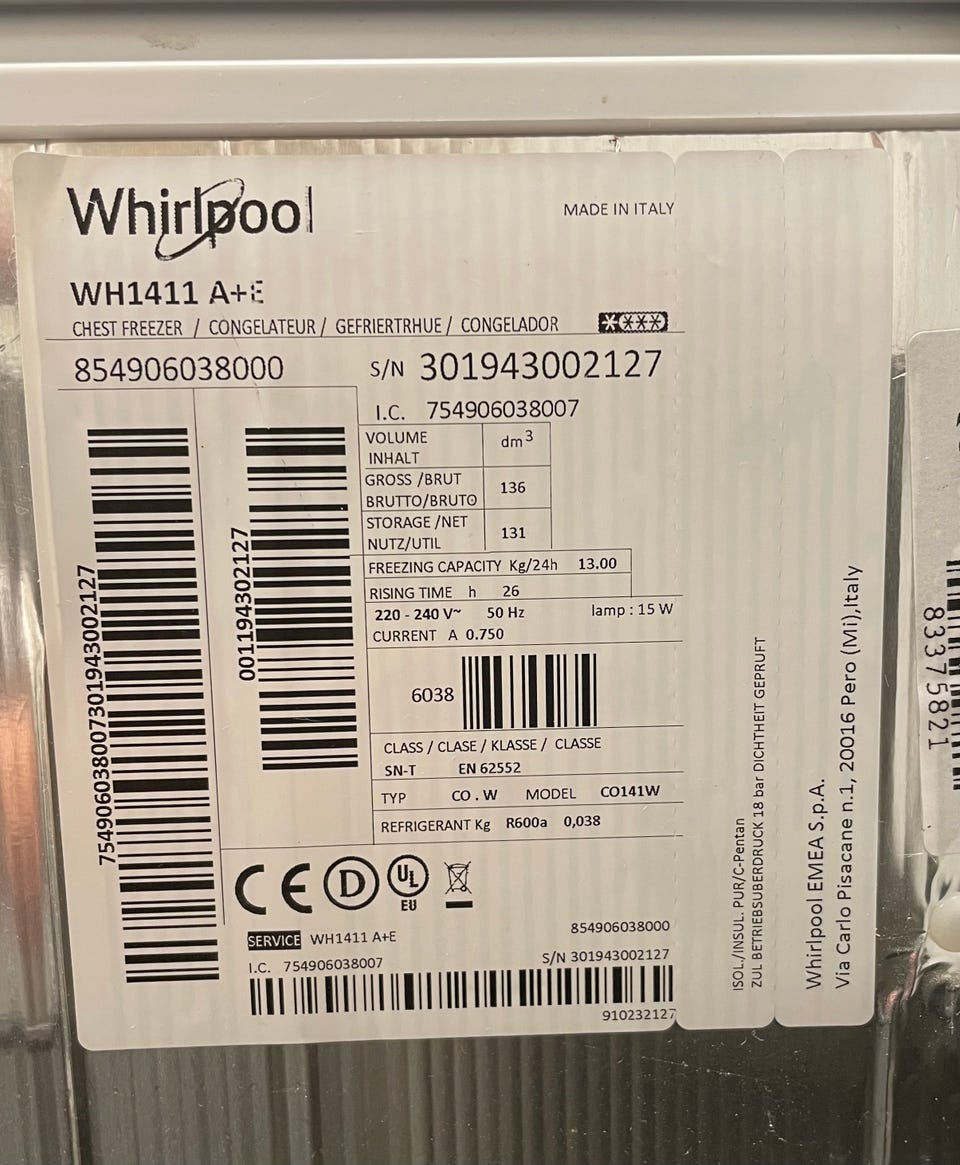 Whirlpool
MADE IN ITALY
WH1411 A+E
CHEST FREEZER / CONGELATEUR / GEFRIERTRHUE / CONGELADOR
854906038000
S/N 301943002127
I.C. 754906038007
VOLUME
INHALT
dm3
GROSS /BRUT
BRUTTO/BRUTO
136
STORAGE /NET
NUTZ/UTIL
131
FREEZING CAPACITY Kg/24h 13.00
RISING TIME h 26
220 - 240 V~ 50 Hz lamp : 15 W
CURRENT A 0.750
6038
CLASS / CLASE / KLASSE / CLASSE
SN-T EN 62552
TYP CO . W MODEL CO141W
REFRIGERANT Kg R600a 0,038
754906038007301943002127
001194302127
CE D UL
EU
SERVICE WH1411 A+E
854906038000
I.C. 754906038007
S/N 301943002127
910232127
ISOL./INSUL. PUR/C-Pentan
ZUL BETRIEBSUBERDRUCK 18 bar DICHTHEIT GEPRUFT
Whirlpool EMEA S.p.A.
Via Carlo Pisacane n.1, 20016 Pero (Mi),Italy
83375821